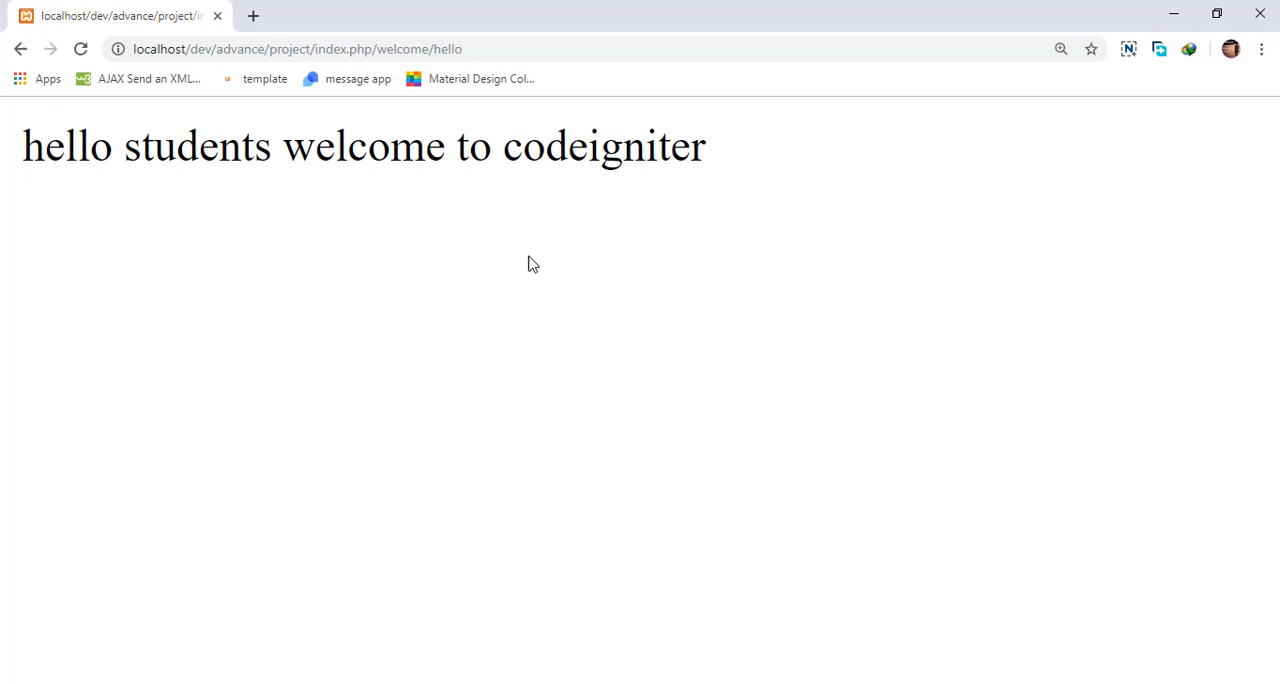 localhost/dev/advance/project/in
localhost/dev/advance/project/index.php/welcome/hello
Apps AJAX Send an XML... template message app Material Design Col...
hello students welcome to codeigniter